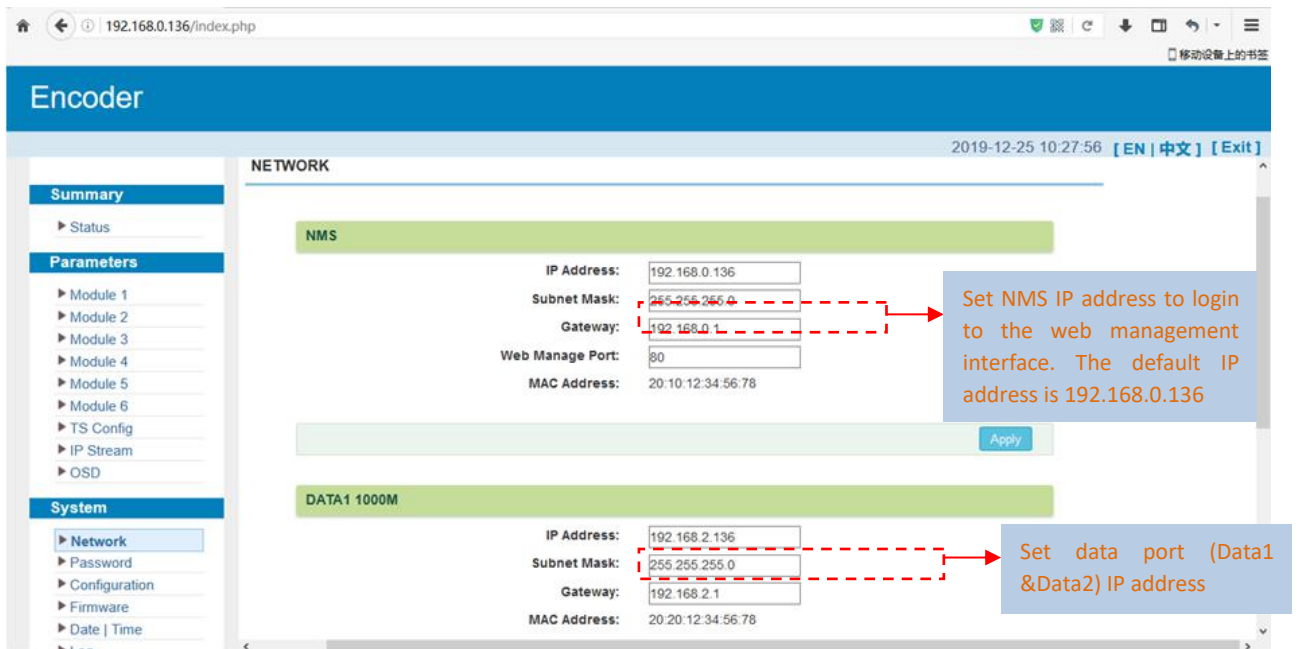 192.168.0.136/index.php
移动设备上的书签
Encoder
2019-12-25 10:27:56 [ EN | 中文 ] [ Exit ]
NETWORK
Summary
Status
Parameters
Module 1
Module 2
Module 3
Module 4
Module 5
Module 6
TS Config
IP Stream
OSD
System
Network
Password
Configuration
Firmware
Date | Time
NMS
IP Address: 192.168.0.136
Subnet Mask: 255.255.255.0
Gateway: 192.168.0.1
Web Manage Port: 80
MAC Address: 20:10:12:34:56:78
Apply
DATA1 1000M
IP Address: 192.168.2.136
Subnet Mask: 255.255.255.0
Gateway: 192.168.2.1
MAC Address: 20:20:12:34:56:78
Set NMS IP address to login
to the web management
interface. The default IP
address is 192.168.0.136
Set data port (Data1
&Data2) IP address